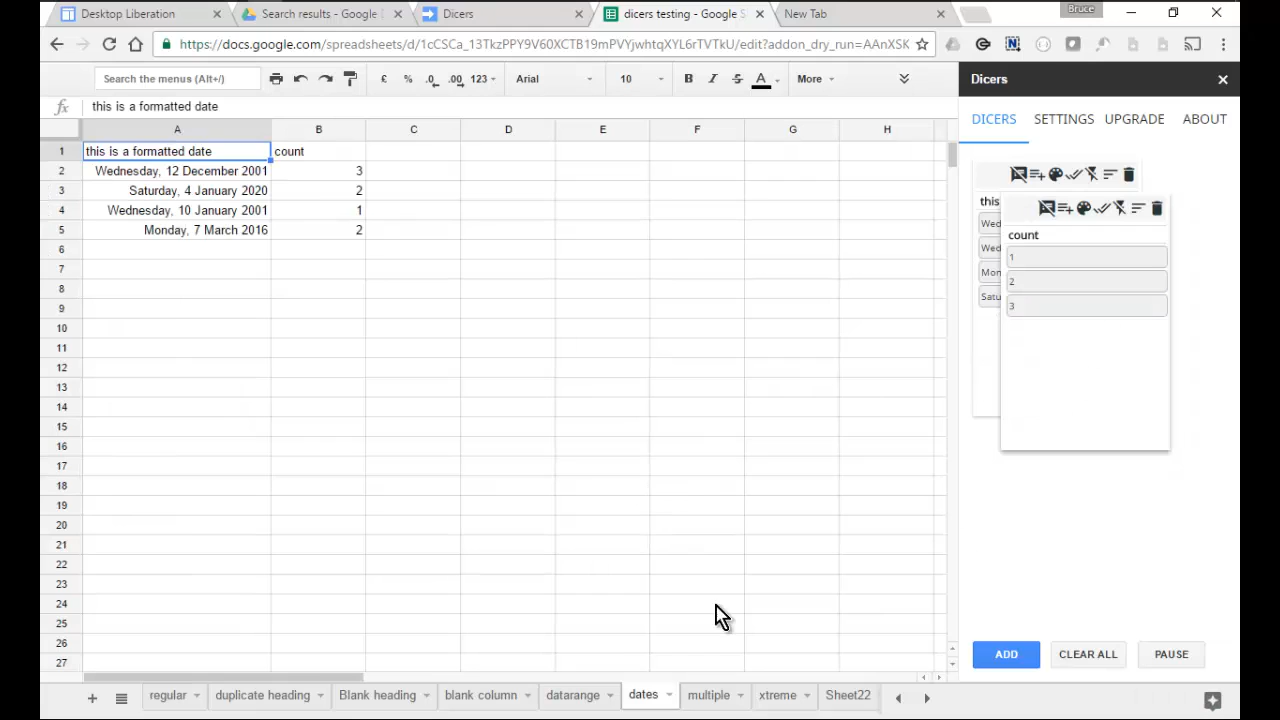 Desktop Liberation
Search results - Google
Dicers
dicers testing - Google S
New Tab
Bruce
https://docs.google.com/spreadsheets/d/1cCSCa_13TkzPPY9V60XCTB19mPVYjwhtqXYL6rTVTkU/edit?addon_dry_run=AAnXSK
Search the menus (Alt+/)
£ % .0 .00 123
Arial
10
B I S A
More
Dicers
fx this is a formatted date
DICERS SETTINGS UPGRADE ABOUT
A B C D E F G H
1 this is a formatted date count
2 Wednesday, 12 December 2001 3
3 Saturday, 4 January 2020 2
4 Wednesday, 10 January 2001 1
5 Monday, 7 March 2016 2
6
7
8
9
10
11
12
13
14
15
16
17
18
19
20
21
22
23
24
25
26
27
this
Wed
Wed
Mon
Satu
count
1
2
3
ADD CLEAR ALL PAUSE
regular duplicate heading Blank heading blank column datarange dates multiple xtreme Sheet22